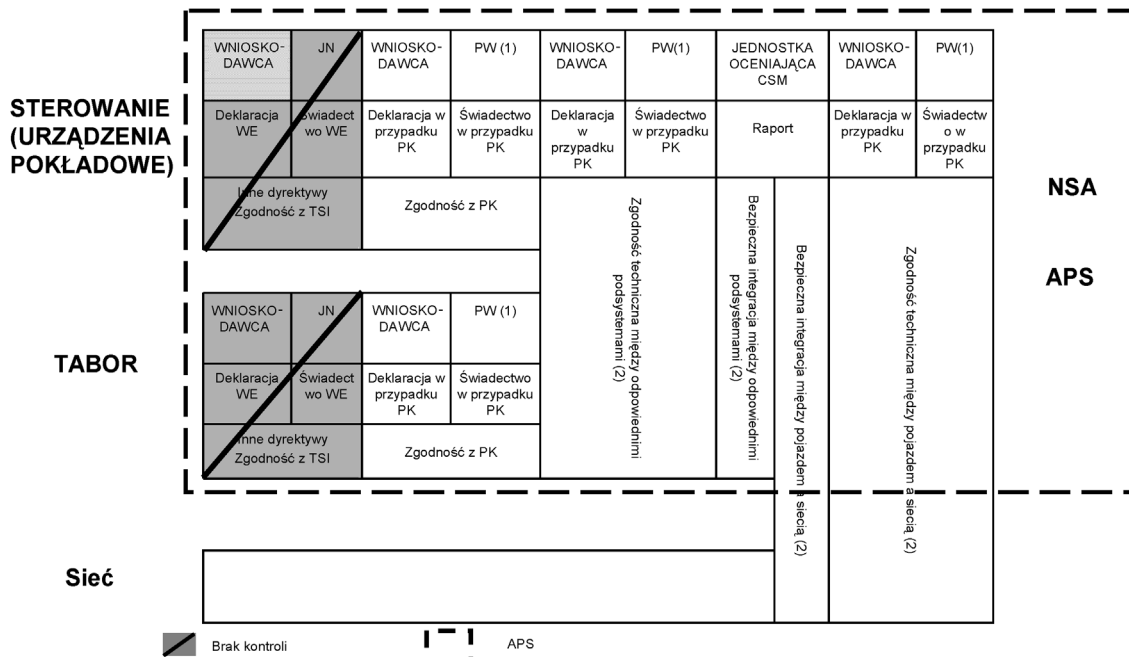 STEROWANIE
(URZĄDZENIA
POKŁADOWE)
WNIOSKO-
DAWCA
JN
WNIOSKO-
DAWCA
PW (1)
WNIOSKO-
DAWCA
PW(1)
JEDNOSTKA
OCENIAJĄCA
CSM
WNIOSKO-
DAWCA
PW(1)
Deklaracja
WE
Świadect
wo WE
Deklaracja w
przypadku
PK
Świadectwo
w przypadku
PK
Deklaracja
w
przypadku
PK
Świadectwo
w przypadku
PK
Raport
Deklaracja w
przypadku
PK
Świadectw
o w
przypadku
PK
Inne dyrektywy
Zgodność z TSI
Zgodność z PK
Zgodność techniczna między odpowiednimi
podsystemami (2)
Bezpieczna integracja między odpowiednimi
podsystemami (2)
Bezpieczna integracja między pojazdem a siecią (2)
Zgodność techniczna między pojazdem a siecią (2)
NSA
APS
TABOR
WNIOSKO-
DAWCA
JN
WNIOSKO-
DAWCA
PW (1)
Deklaracja
WE
Świadect
wo WE
Deklaracja w
przypadku
PK
Świadectwo
w przypadku
PK
Inne dyrektywy
Zgodność z TSI
Zgodność z PK
Sieć
Brak kontroli
APS